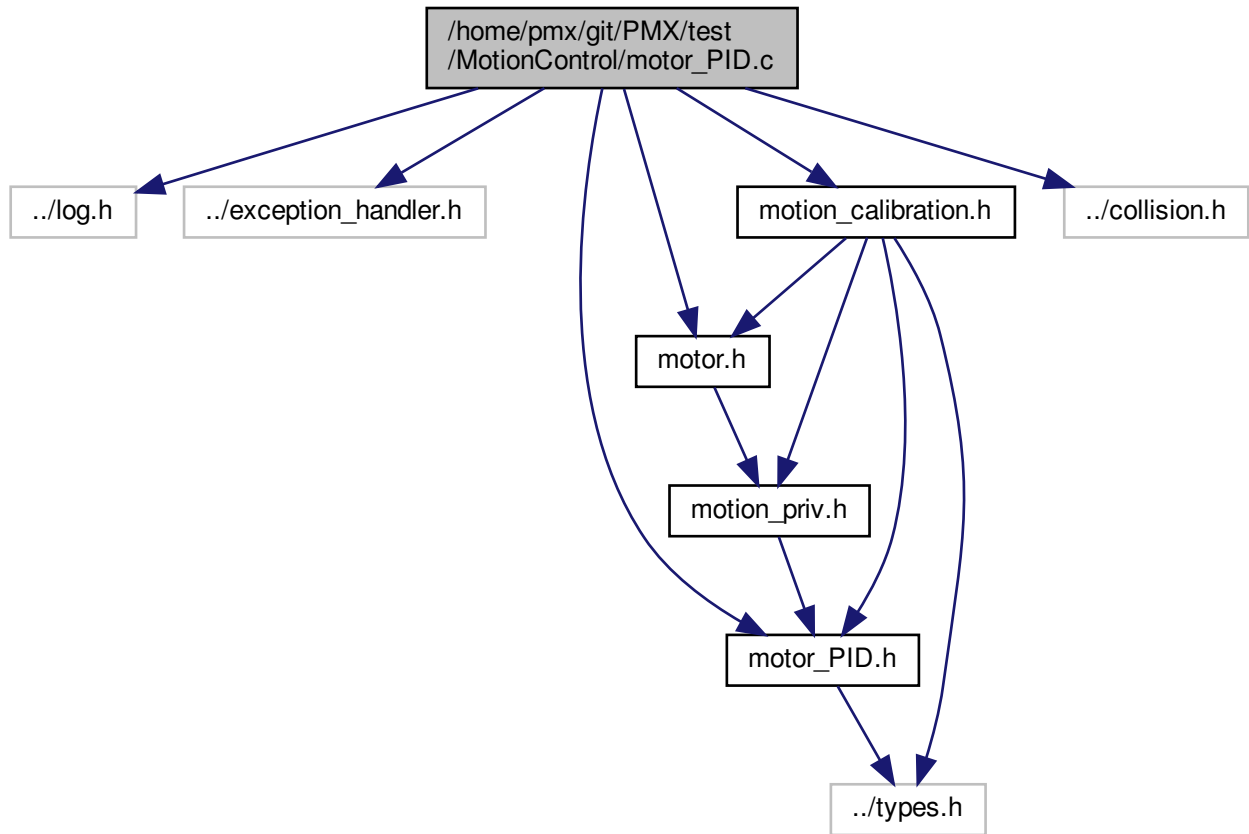 /home/pmx/git/PMX/test
/MotionControl/motor_PID.c
../log.h
../exception_handler.h
motion_calibration.h
../collision.h
motor.h
motion_priv.h
motor_PID.h
../types.h